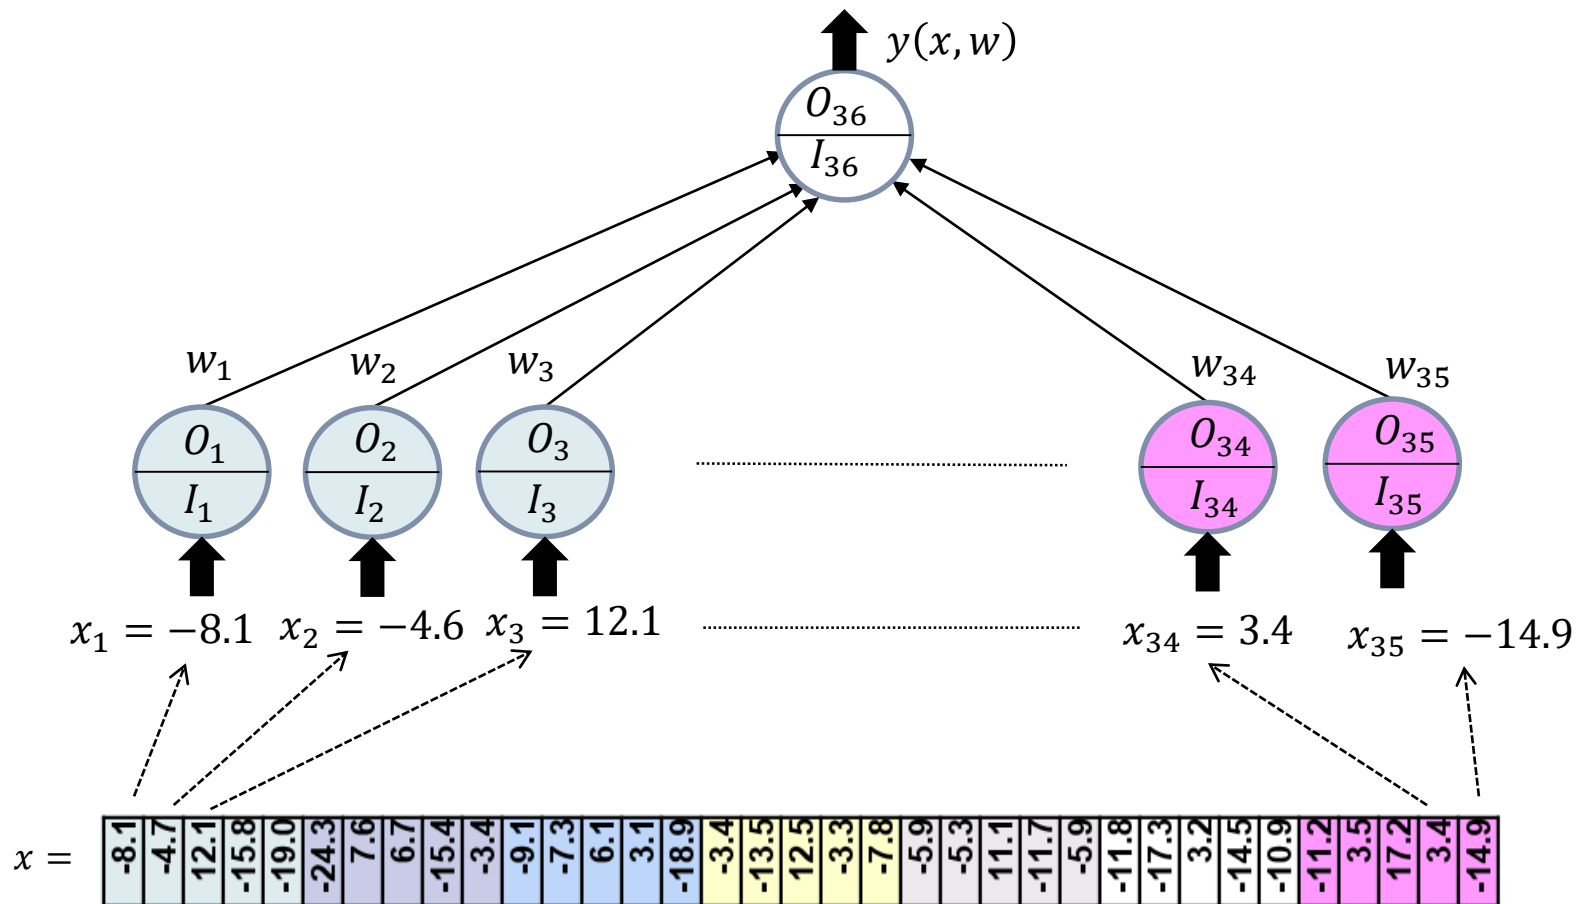 y(x, w)
O₃₆
I₃₆
w₁ w₂ w₃ w₃₄ w₃₅
O₁ O₂ O₃ O₃₄ O₃₅
I₁ I₂ I₃ I₃₄ I₃₅
x₁ = −8.1 x₂ = −4.6 x₃ = 12.1 x₃₄ = 3.4 x₃₅ = −14.9
x = -8.1 -4.7 12.1 -15.8 -19.0 -24.3 7.6 6.7 -15.4 -3.4 -9.1 -7.3 6.1 3.1 -18.9 -3.4 -13.5 12.5 -3.3 -7.8 -5.9 -5.3 11.1 -11.7 -5.9 -11.8 -17.3 3.2 -14.5 -10.9 -11.2 3.5 17.2 3.4 -14.9